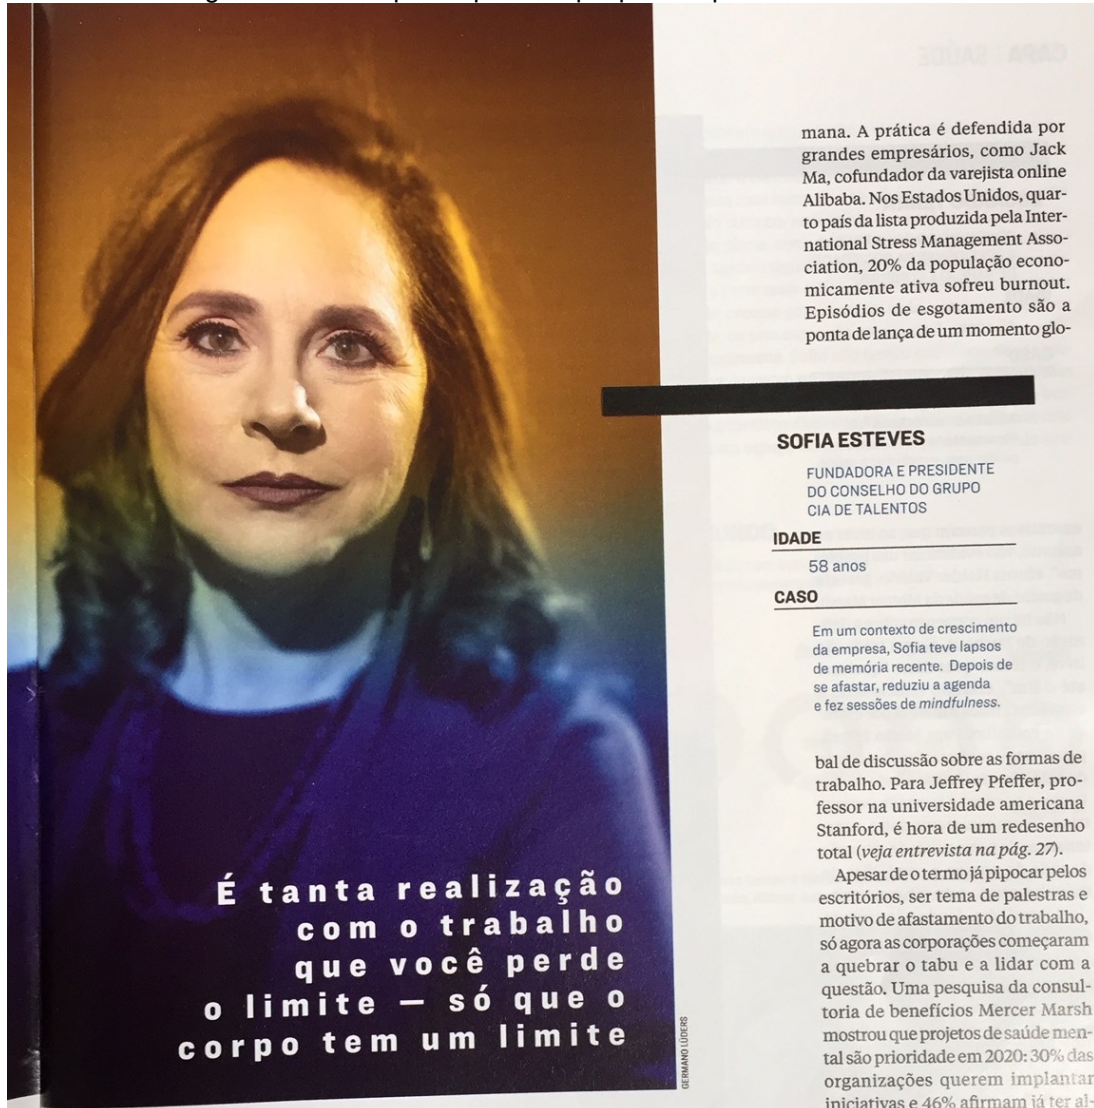 É tanta realização
com o trabalho
que você perde
o limite — só que o
corpo tem um limite
GERMANO LÜDERS
mana. A prática é defendida por
grandes empresários, como Jack
Ma, cofundador da varejista online
Alibaba. Nos Estados Unidos, quar-
to país da lista produzida pela Inter-
national Stress Management Asso-
ciation, 20% da população econo-
micamente ativa sofreu burnout.
Episódios de esgotamento são a
ponta de lança de um momento glo-
SOFIA ESTEVES
FUNDADORA E PRESIDENTE
DO CONSELHO DO GRUPO
CIA DE TALENTOS
IDADE
58 anos
CASO
Em um contexto de crescimento
da empresa, Sofia teve lapsos
de memória recente. Depois de
se afastar, reduziu a agenda
e fez sessões de mindfulness.
bal de discussão sobre as formas de
trabalho. Para Jeffrey Pfeffer, pro-
fessor na universidade americana
Stanford, é hora de um redesenho
total (veja entrevista na pág. 27).
Apesar de o termo já pipocar pelos
escritórios, ser tema de palestras e
motivo de afastamento do trabalho,
só agora as corporações começaram
a quebrar o tabu e a lidar com a
questão. Uma pesquisa da consul-
toria de benefícios Mercer Marsh
mostrou que projetos de saúde men-
tal são prioridade em 2020: 30% das
organizações querem implantar
iniciativas e 46% afirmam já ter al-